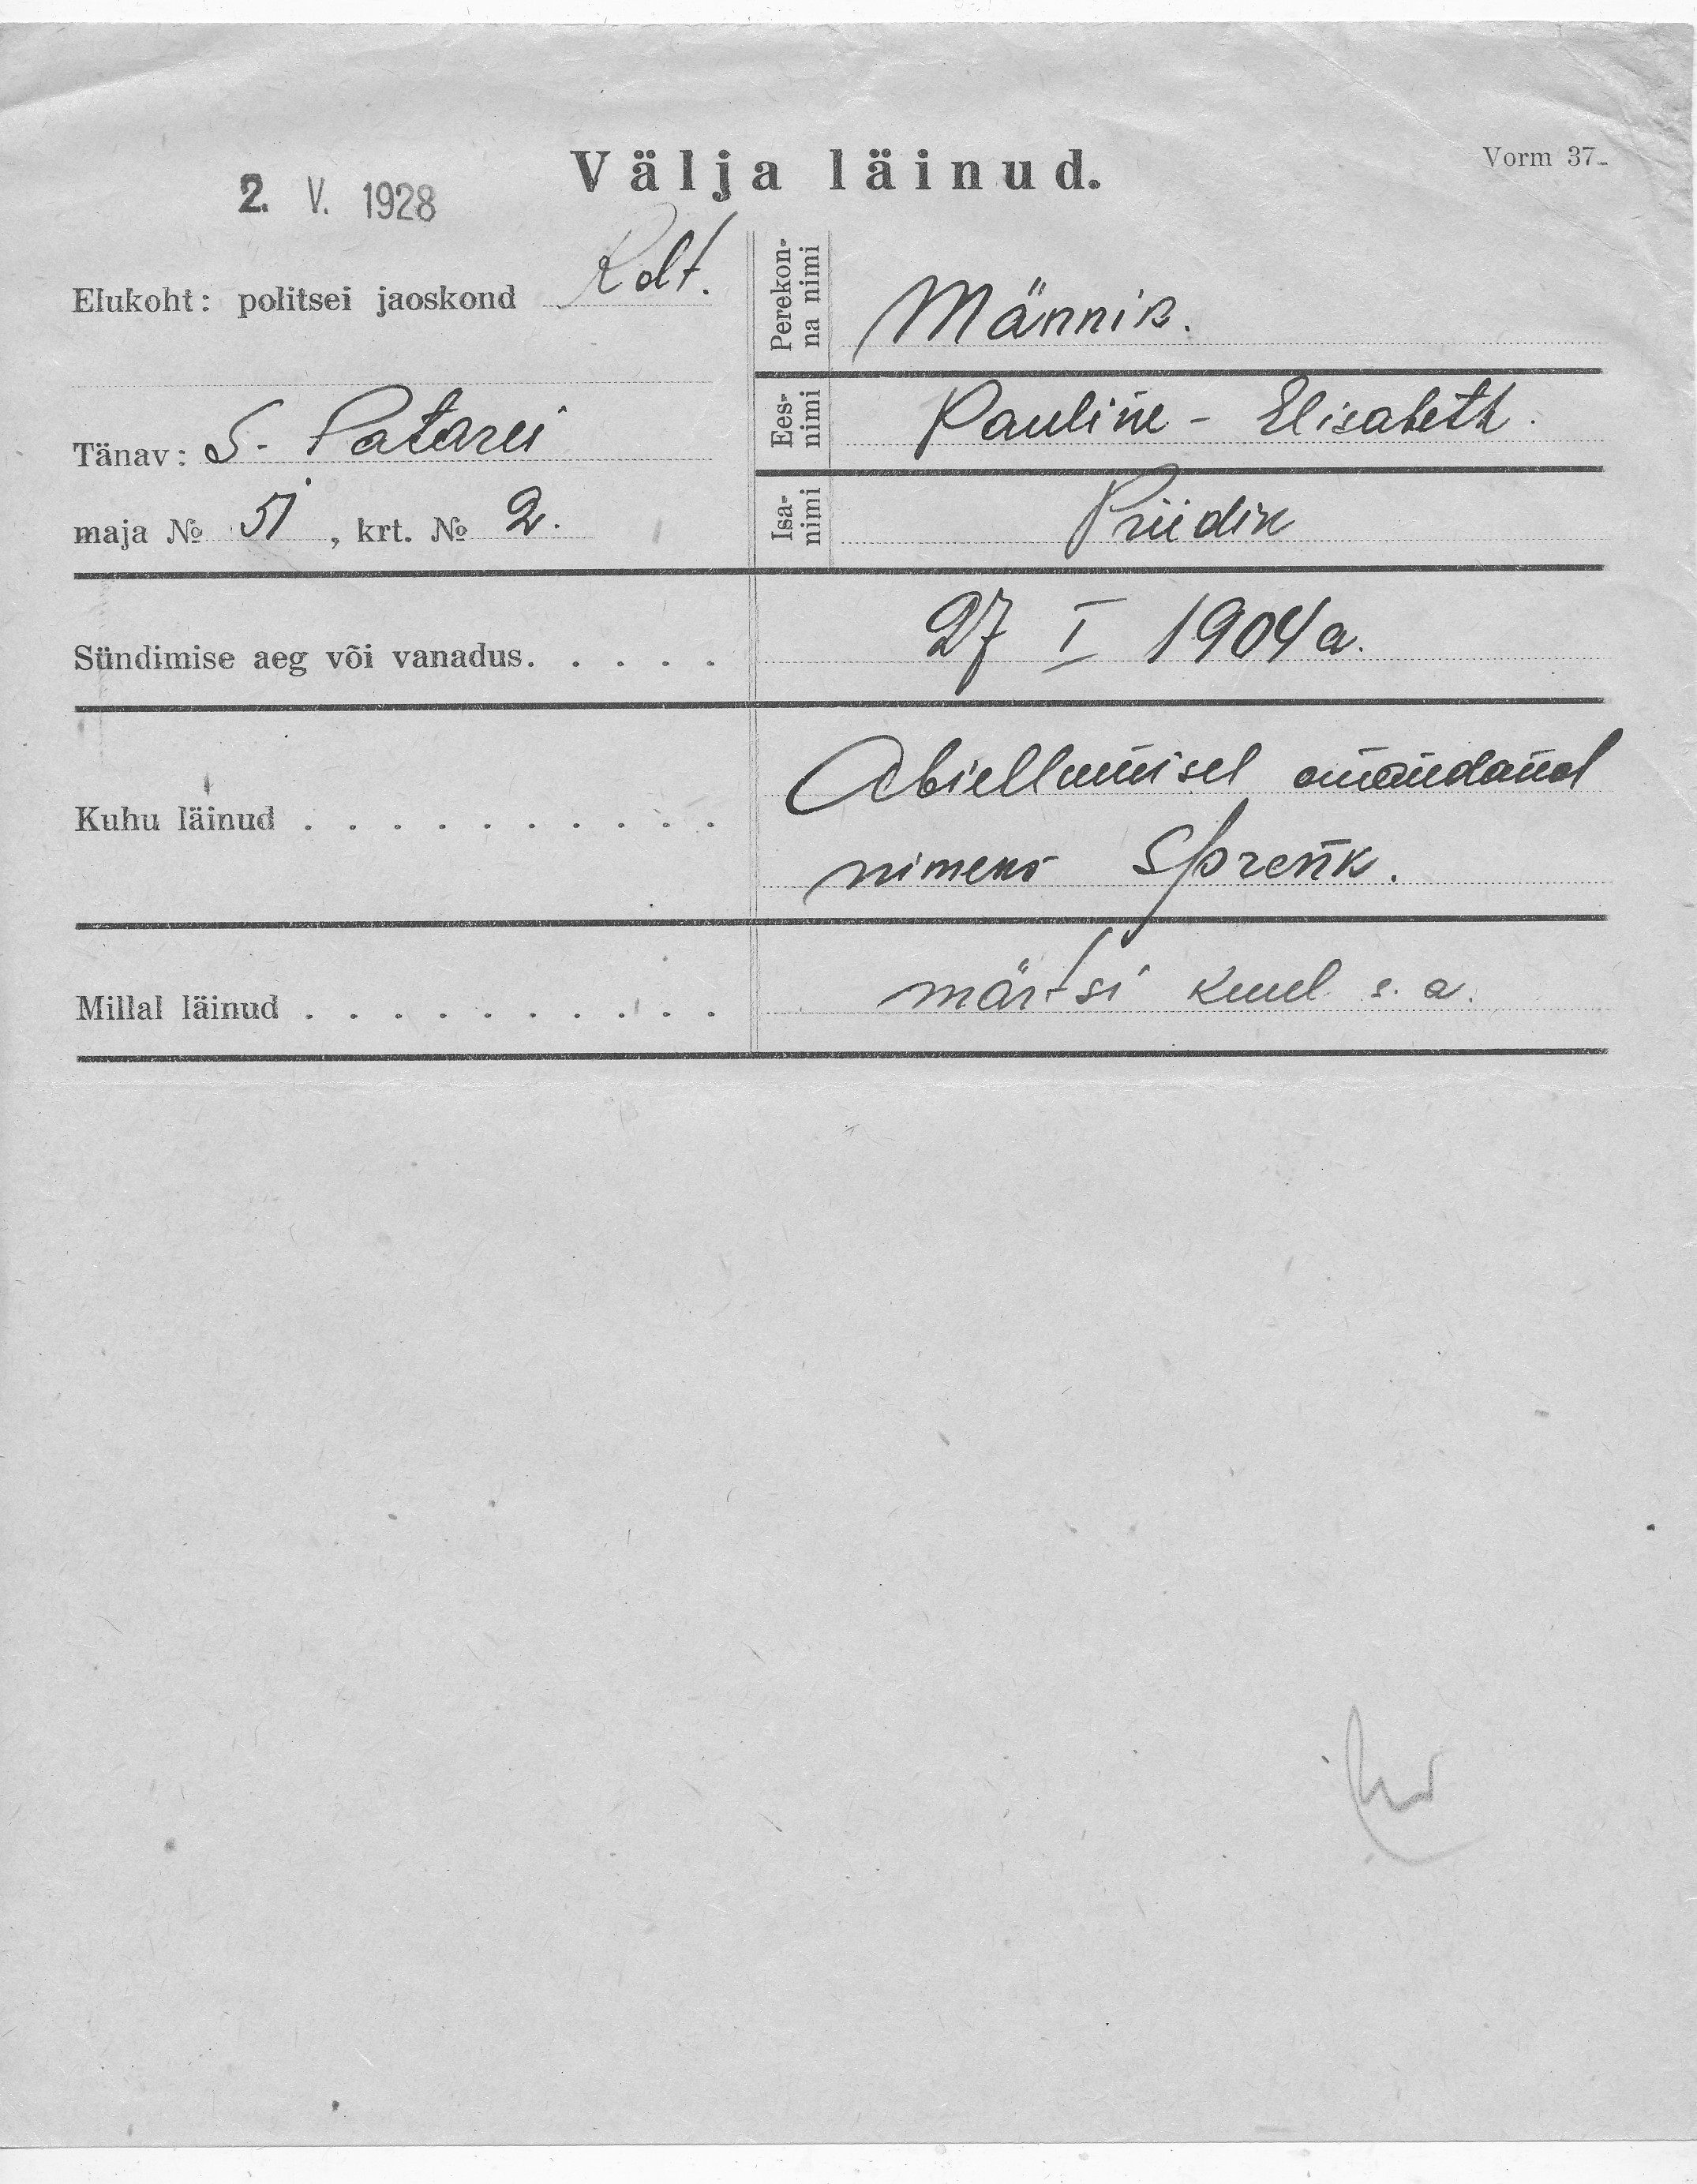 Välja läinud.
Vorm 37.
2. V. 1928
Elukoht: politsei jaoskond Kolt.
Tänav: S- Patarei
maja № 5, krt. № 2.
Perekonna nimi Männik.
Eesnimi Pauline - Elisabeth.
Isanimi Priidik
Sündimise aeg või vanadus. . . . . 27 I 1904 a.
Kuhu läinud . . . . . . . . . . Abiellumisel omandand
nimeks Sprenk.
Millal läinud . . . . . . . . . . märtsi kuul s. a.